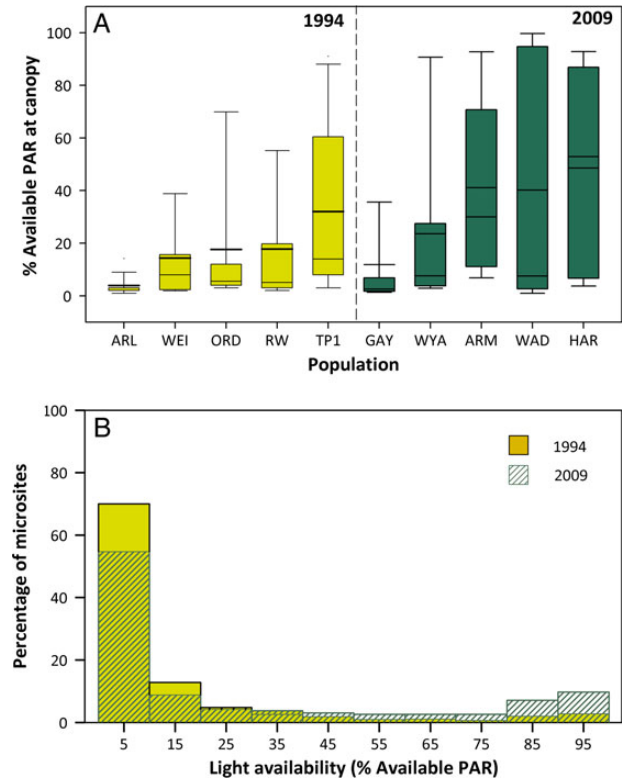 A
1994
2009
100
80
60
40
20
0
% Available PAR at canopy
ARL WEI ORD RW TP1 GAY WYA ARM WAD HAR
Population
B
100
80
60
40
20
0
Percentage of microsites
1994
2009
5 15 25 35 45 55 65 75 85 95
Light availability (% Available PAR)